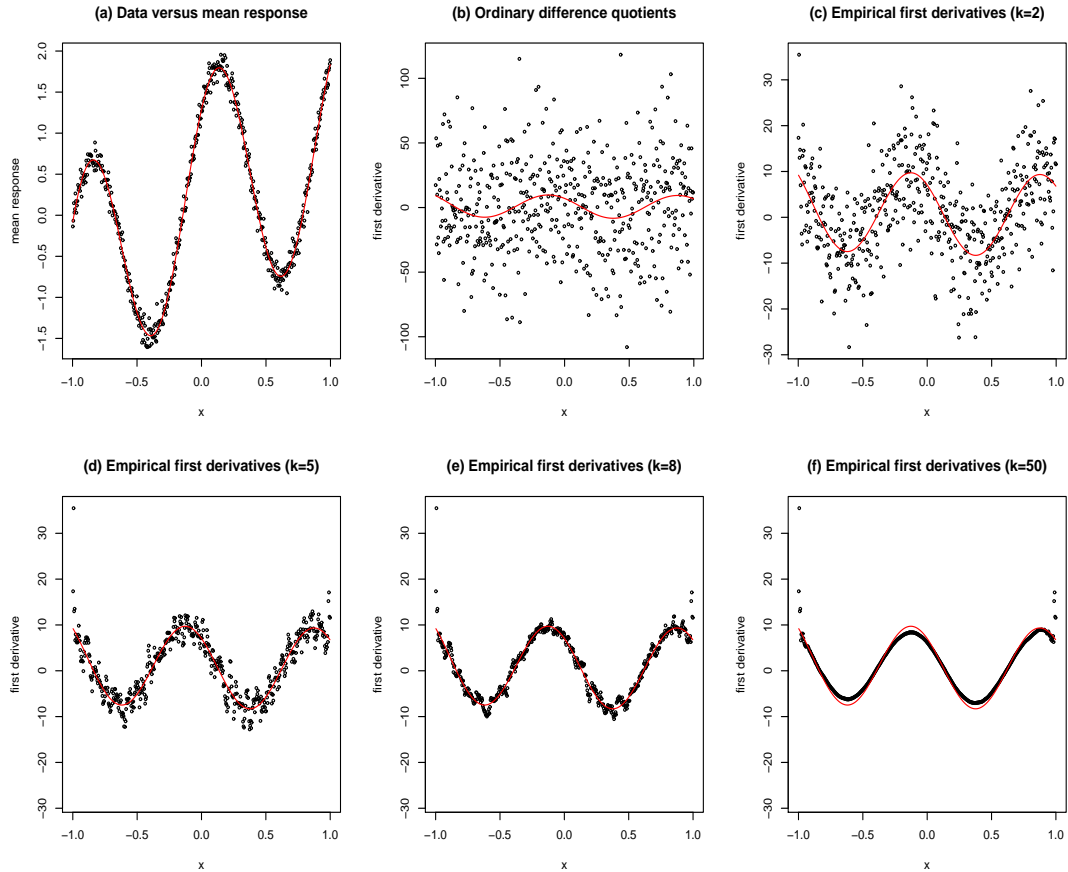 (a) Data versus mean response
(b) Ordinary difference quotients
(c) Empirical first derivatives (k=2)
mean response
−1.5
−1.0
−0.5
0.0
0.5
1.0
1.5
2.0
−1.0 −0.5 0.0 0.5 1.0
x
first derivative
−100
−50
0
50
100
−1.0 −0.5 0.0 0.5 1.0
x
first derivative
−30
−20
−10
0
10
20
30
−1.0 −0.5 0.0 0.5 1.0
x
(d) Empirical first derivatives (k=5)
(e) Empirical first derivatives (k=8)
(f) Empirical first derivatives (k=50)
first derivative
−30
−20
−10
0
10
20
30
−1.0 −0.5 0.0 0.5 1.0
x
first derivative
−30
−20
−10
0
10
20
30
−1.0 −0.5 0.0 0.5 1.0
x
first derivative
−30
−20
−10
0
10
20
30
−1.0 −0.5 0.0 0.5 1.0
x